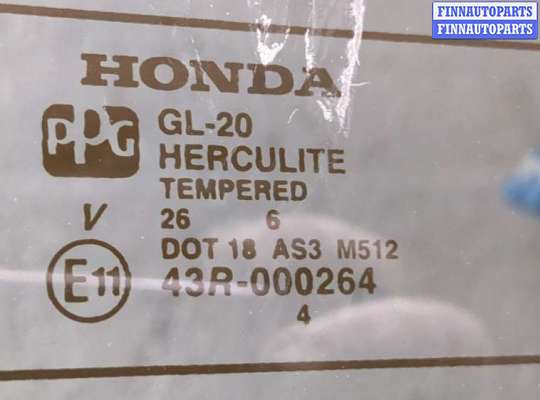 FINNAUTOPARTS
FINNAUTOPARTS
HONDA
PPG GL-20
HERCULITE
TEMPERED
V 26 6
DOT 18 AS3 M512
E11 43R-000264
4